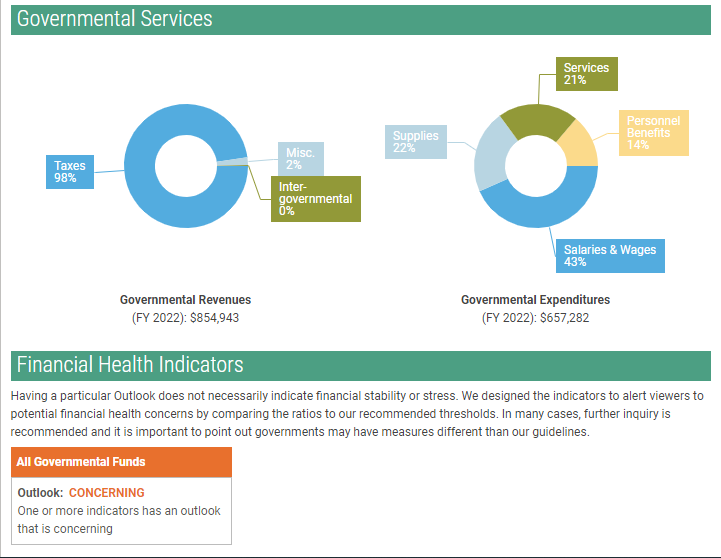 Governmental Services
Services
21%
Personnel
Benefits
14%
Supplies
22%
Misc.
2%
Taxes
98%
Inter-
governmental
0%
Salaries & Wages
43%
Governmental Revenues
(FY 2022): $854,943
Governmental Expenditures
(FY 2022): $657,282
Financial Health Indicators
Having a particular Outlook does not necessarily indicate financial stability or stress. We designed the indicators to alert viewers to
potential financial health concerns by comparing the ratios to our recommended thresholds. In many cases, further inquiry is
recommended and it is important to point out governments may have measures different than our guidelines.
All Governmental Funds
Outlook: CONCERNING
One or more indicators has an outlook
that is concerning